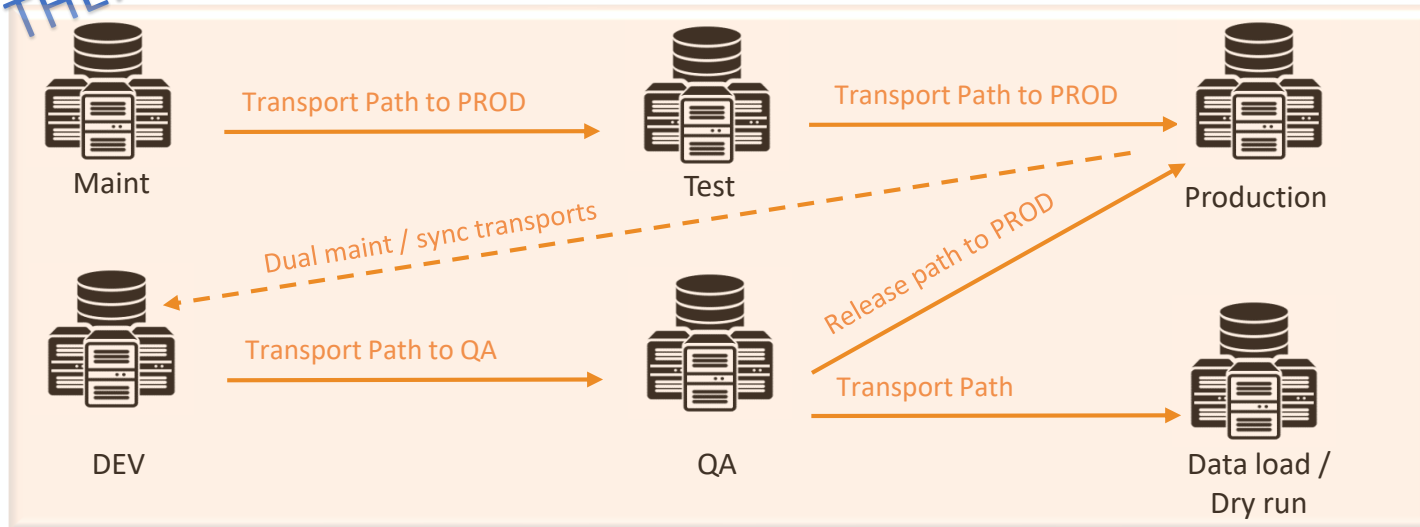 Transport Path to PROD
Transport Path to PROD
Maint
Test
Production
Dual maint / sync transports
Release path to PROD
Transport Path to QA
Transport Path
DEV
QA
Data load /
Dry run